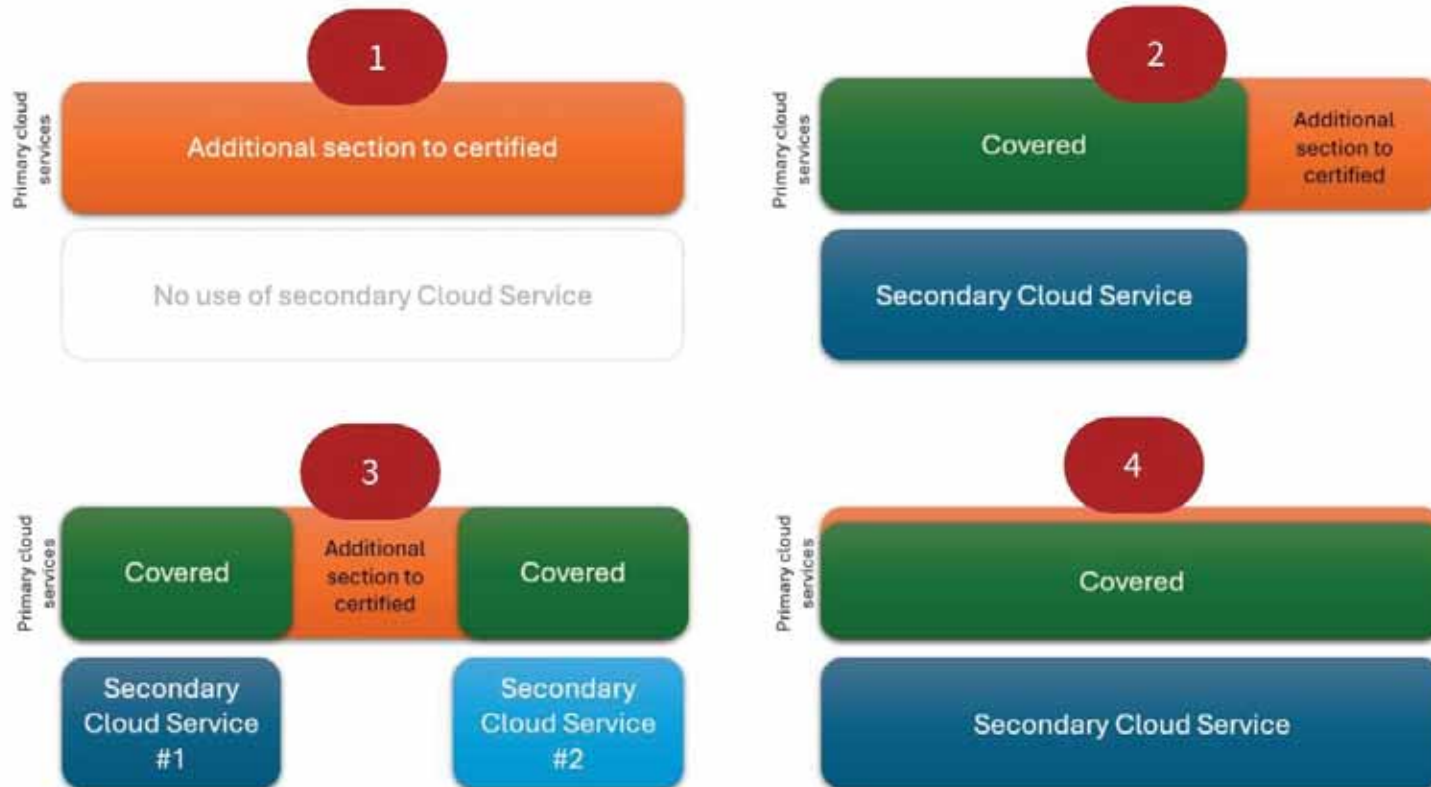 1
Primary cloud
services
Additional section to certified
No use of secondary Cloud Service
2
Primary cloud
services
Covered
Additional
section to
certified
Secondary Cloud Service
3
Primary cloud
services
Covered
Additional
section to
certified
Covered
Secondary
Cloud Service
#1
Secondary
Cloud Service
#2
4
Primary cloud
services
Covered
Secondary Cloud Service